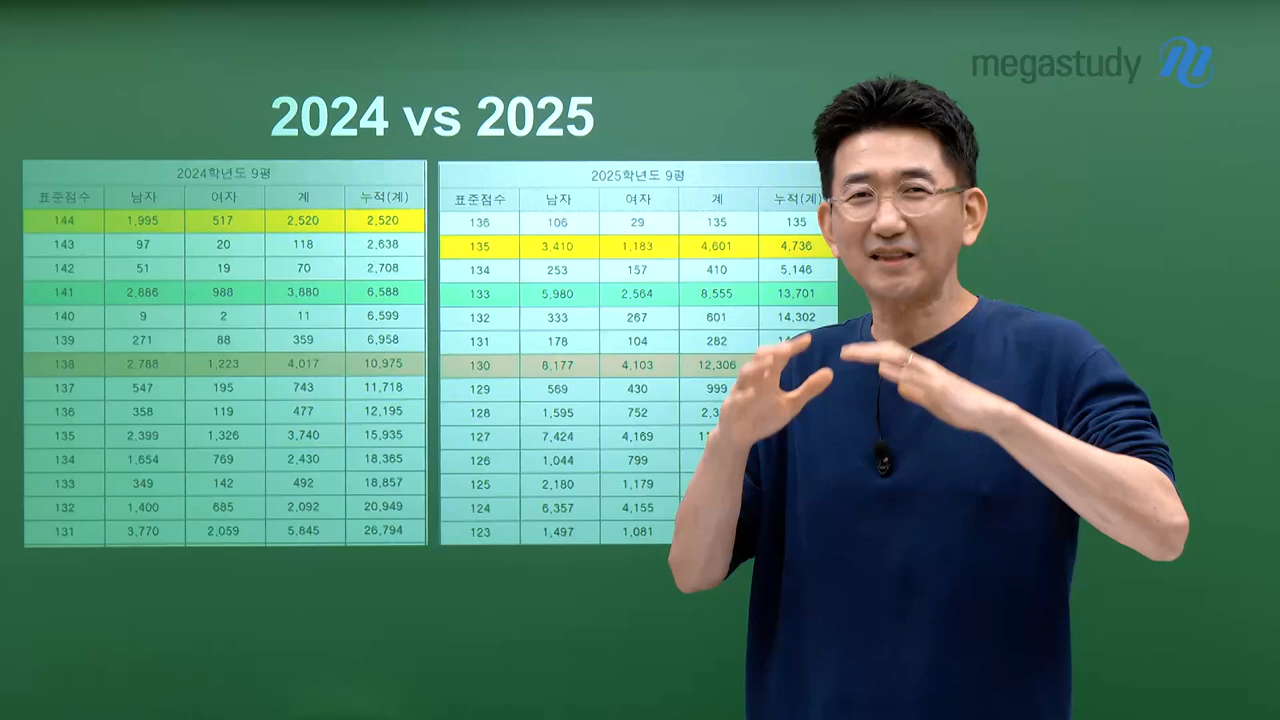 megastudy
2024 vs 2025
2024학년도 9평
표준점수 남자 여자 계 누적(계)
144 1,995 517 2,520 2,520
143 97 20 118 2,638
142 51 19 70 2,708
141 2,886 988 3,880 6,588
140 9 2 11 6,599
139 271 88 359 6,958
138 2,788 1,223 4,017 10,975
137 547 195 743 11,718
136 358 119 477 12,195
135 2,399 1,326 3,740 15,935
134 1,654 769 2,430 18,365
133 349 142 492 18,857
132 1,400 685 2,092 20,949
131 3,770 2,059 5,845 26,794
2025학년도 9평
표준점수 남자 여자 계 누적(계)
136 106 29 135 135
135 3,410 1,183 4,601 4,736
134 253 157 410 5,146
133 5,980 2,564 8,555 13,701
132 333 267 601 14,302
131 178 104 282
130 8,177 4,103 12,306
129 569 430 999
128 1,595 752
127 7,424 4,169
126 1,044 799
125 2,180 1,179
124 6,357 4,155
123 1,497 1,081